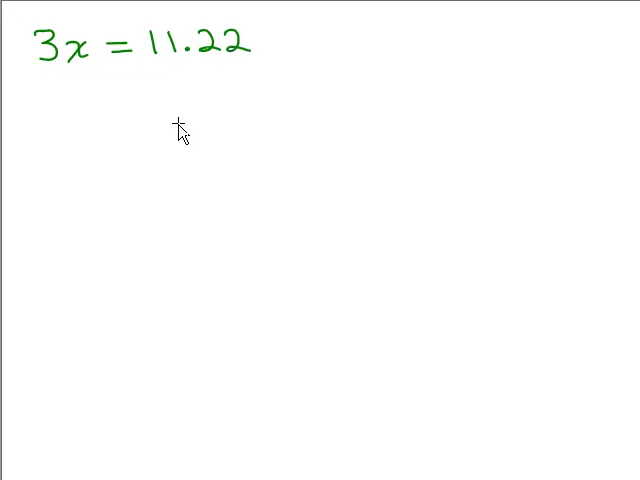 3x = 11.22